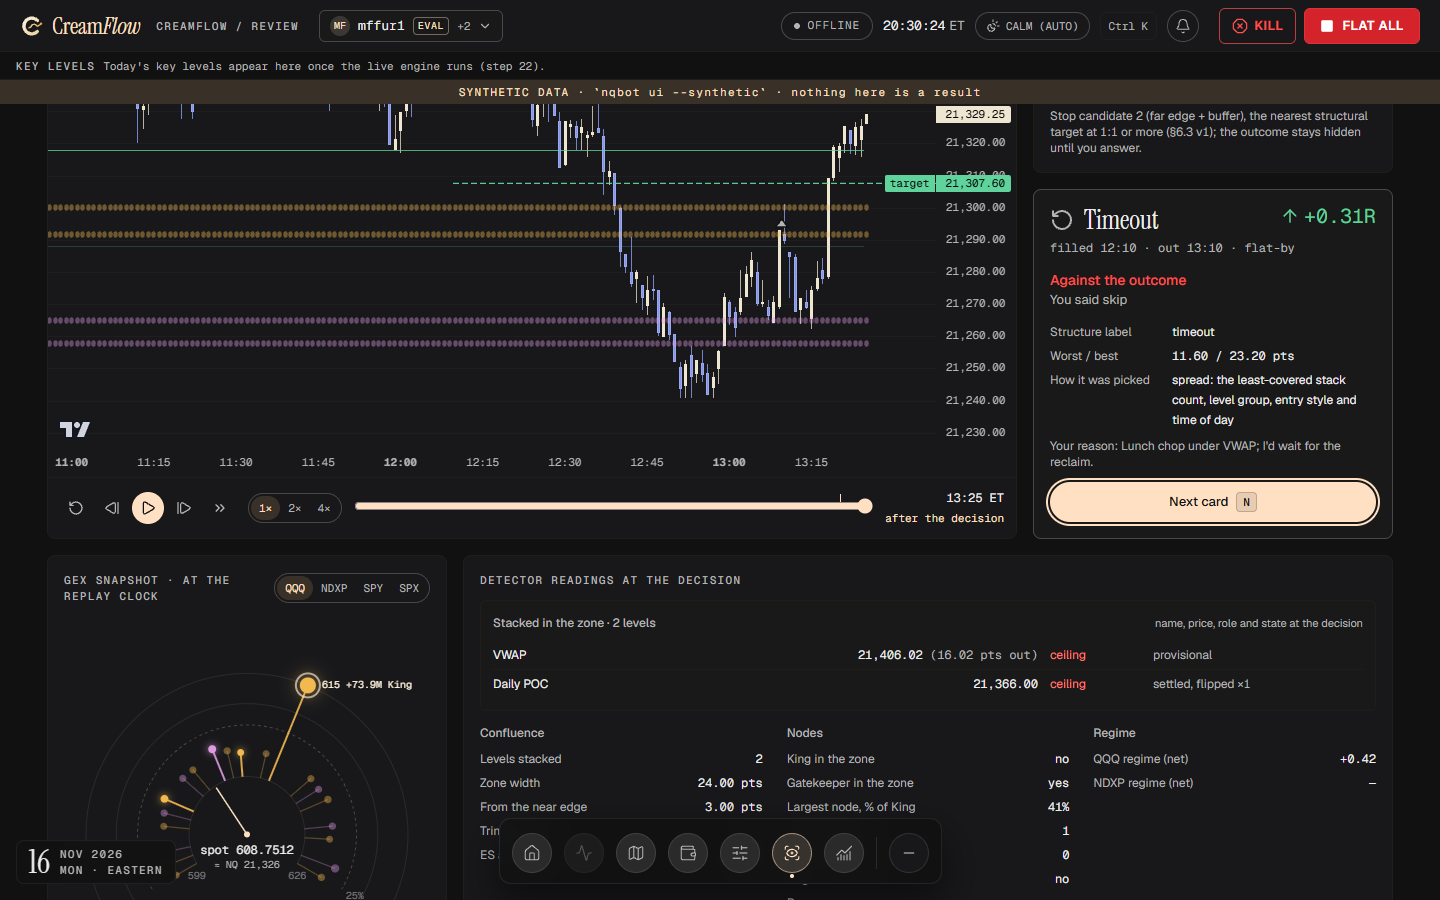 CreamFlow CREAMFLOW / REVIEW MF mffur1 EVAL +2 OFFLINE 20:30:24 ET CALM (AUTO) Ctrl K KILL FLAT ALL
KEY LEVELS Today's key levels appear here once the live engine runs (step 22).
SYNTHETIC DATA · `nqbot ui --synthetic` · nothing here is a result
21,329.25
21,320.00
target 21,307.60
21,300.00
21,290.00
21,280.00
21,270.00
21,260.00
21,250.00
21,240.00
21,230.00
11:00 11:15 11:30 11:45 12:00 12:15 12:30 12:45 13:00 13:15
1× 2× 4×
13:25 ET
after the decision
Stop candidate 2 (far edge + buffer), the nearest structural
target at 1:1 or more (§6.3 v1); the outcome stays hidden
until you answer.
Timeout +0.31R
filled 12:10 · out 13:10 · flat-by
Against the outcome
You said skip
Structure label timeout
Worst / best 11.60 / 23.20 pts
How it was picked spread: the least-covered stack
count, level group, entry style and
time of day
Your reason: Lunch chop under VWAP; I'd wait for the
reclaim.
Next card N
GEX SNAPSHOT · AT THE
REPLAY CLOCK
QQQ NDXP SPY SPX
615 +73.9M King
spot 608.7512
≈ NQ 21,326
599 626
25%
16 NOV 2026
MON · EASTERN
DETECTOR READINGS AT THE DECISION
Stacked in the zone · 2 levels name, price, role and state at the decision
VWAP 21,406.02 (16.02 pts out) ceiling provisional
Daily POC 21,366.00 ceiling settled, flipped ×1
Confluence Nodes Regime
Levels stacked 2 King in the zone no QQQ regime (net) +0.42
Zone width 24.00 pts Gatekeeper in the zone yes NDXP regime (net) –
From the near edge 3.00 pts Largest node, % of King 41%
1
ES 0
no